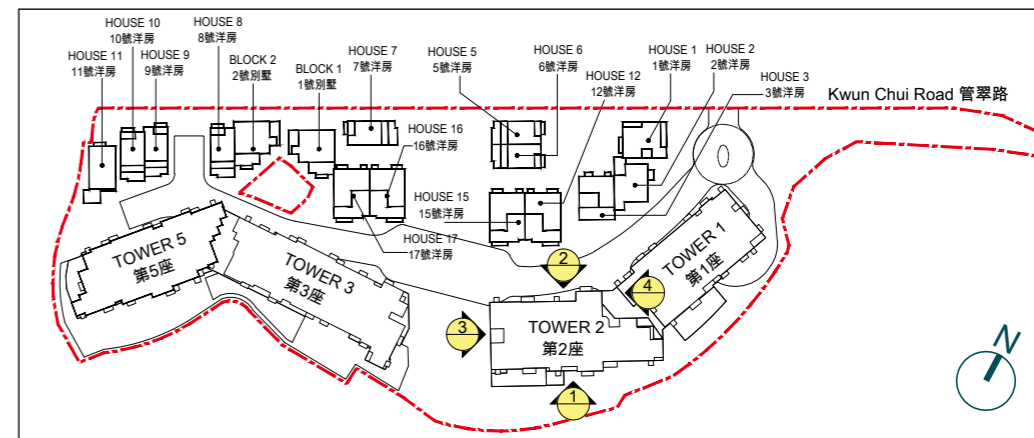 HOUSE 11
11號洋房
HOUSE 10
10號洋房
HOUSE 9
9號洋房
HOUSE 8
8號洋房
BLOCK 2
2號別墅
BLOCK 1
1號別墅
HOUSE 7
7號洋房
HOUSE 16
16號洋房
HOUSE 5
5號洋房
HOUSE 6
6號洋房
HOUSE 12
12號洋房
HOUSE 1
1號洋房
HOUSE 2
2號洋房
HOUSE 3
3號洋房
Kwun Chui Road 管翠路
HOUSE 15
15號洋房
HOUSE 17
17號洋房
TOWER 5
第5座
TOWER 3
第3座
TOWER 2
第2座
TOWER 1
第1座
2
4
3
1
N